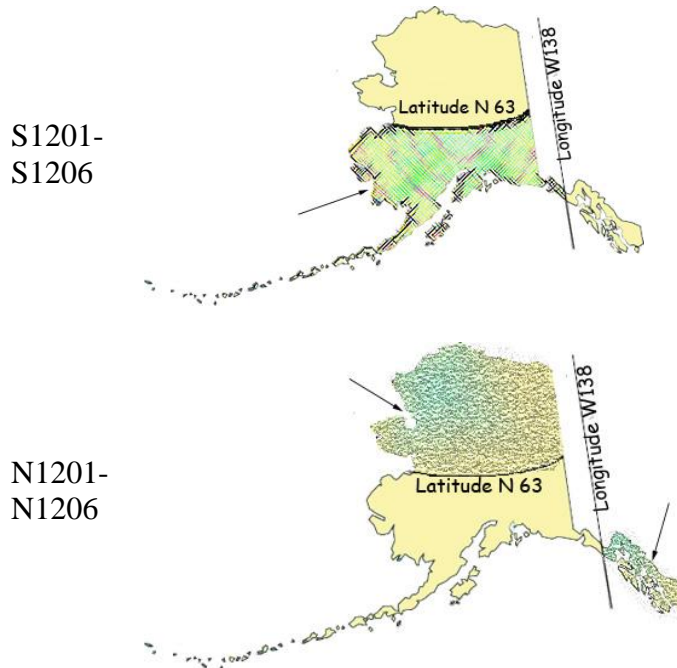 S1201-
S1206
Latitude N 63
Longitude W138
N1201-
N1206
Latitude N 63
Longitude W138